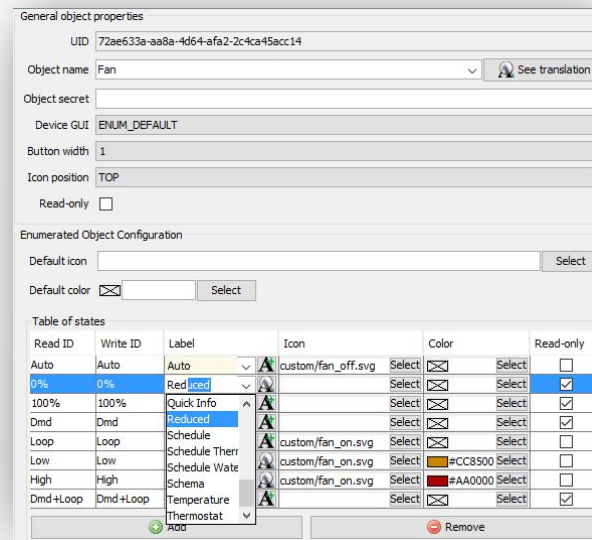 General object properties
UID 72ae633a-aa8a-4d64-afa2-2c4ca45acc14
Object name Fan See translation
Object secret
Device GUI ENUM_DEFAULT
Button width 1
Icon position TOP
Read-only
Enumerated Object Configuration
Default icon Select
Default color Select
Table of states
Read ID Write ID Label Icon Color Read-only
Auto Auto Auto custom/fan_off.svg Select Select
0% 0% Reduced Select Select
100% 100% Quick Info Select Select
Dmd Dmd Reduced Select Select
Loop Loop Schedule custom/fan_on.svg Select Select
Schedule Therr
Low Low Schedule Wate custom/fan_on.svg Select #CC8500 Select
High High Schema custom/fan_on.svg Select #AA0000 Select
Dmd+Loop Dmd+Loop Temperature Select Select
Thermostat
Add Remove